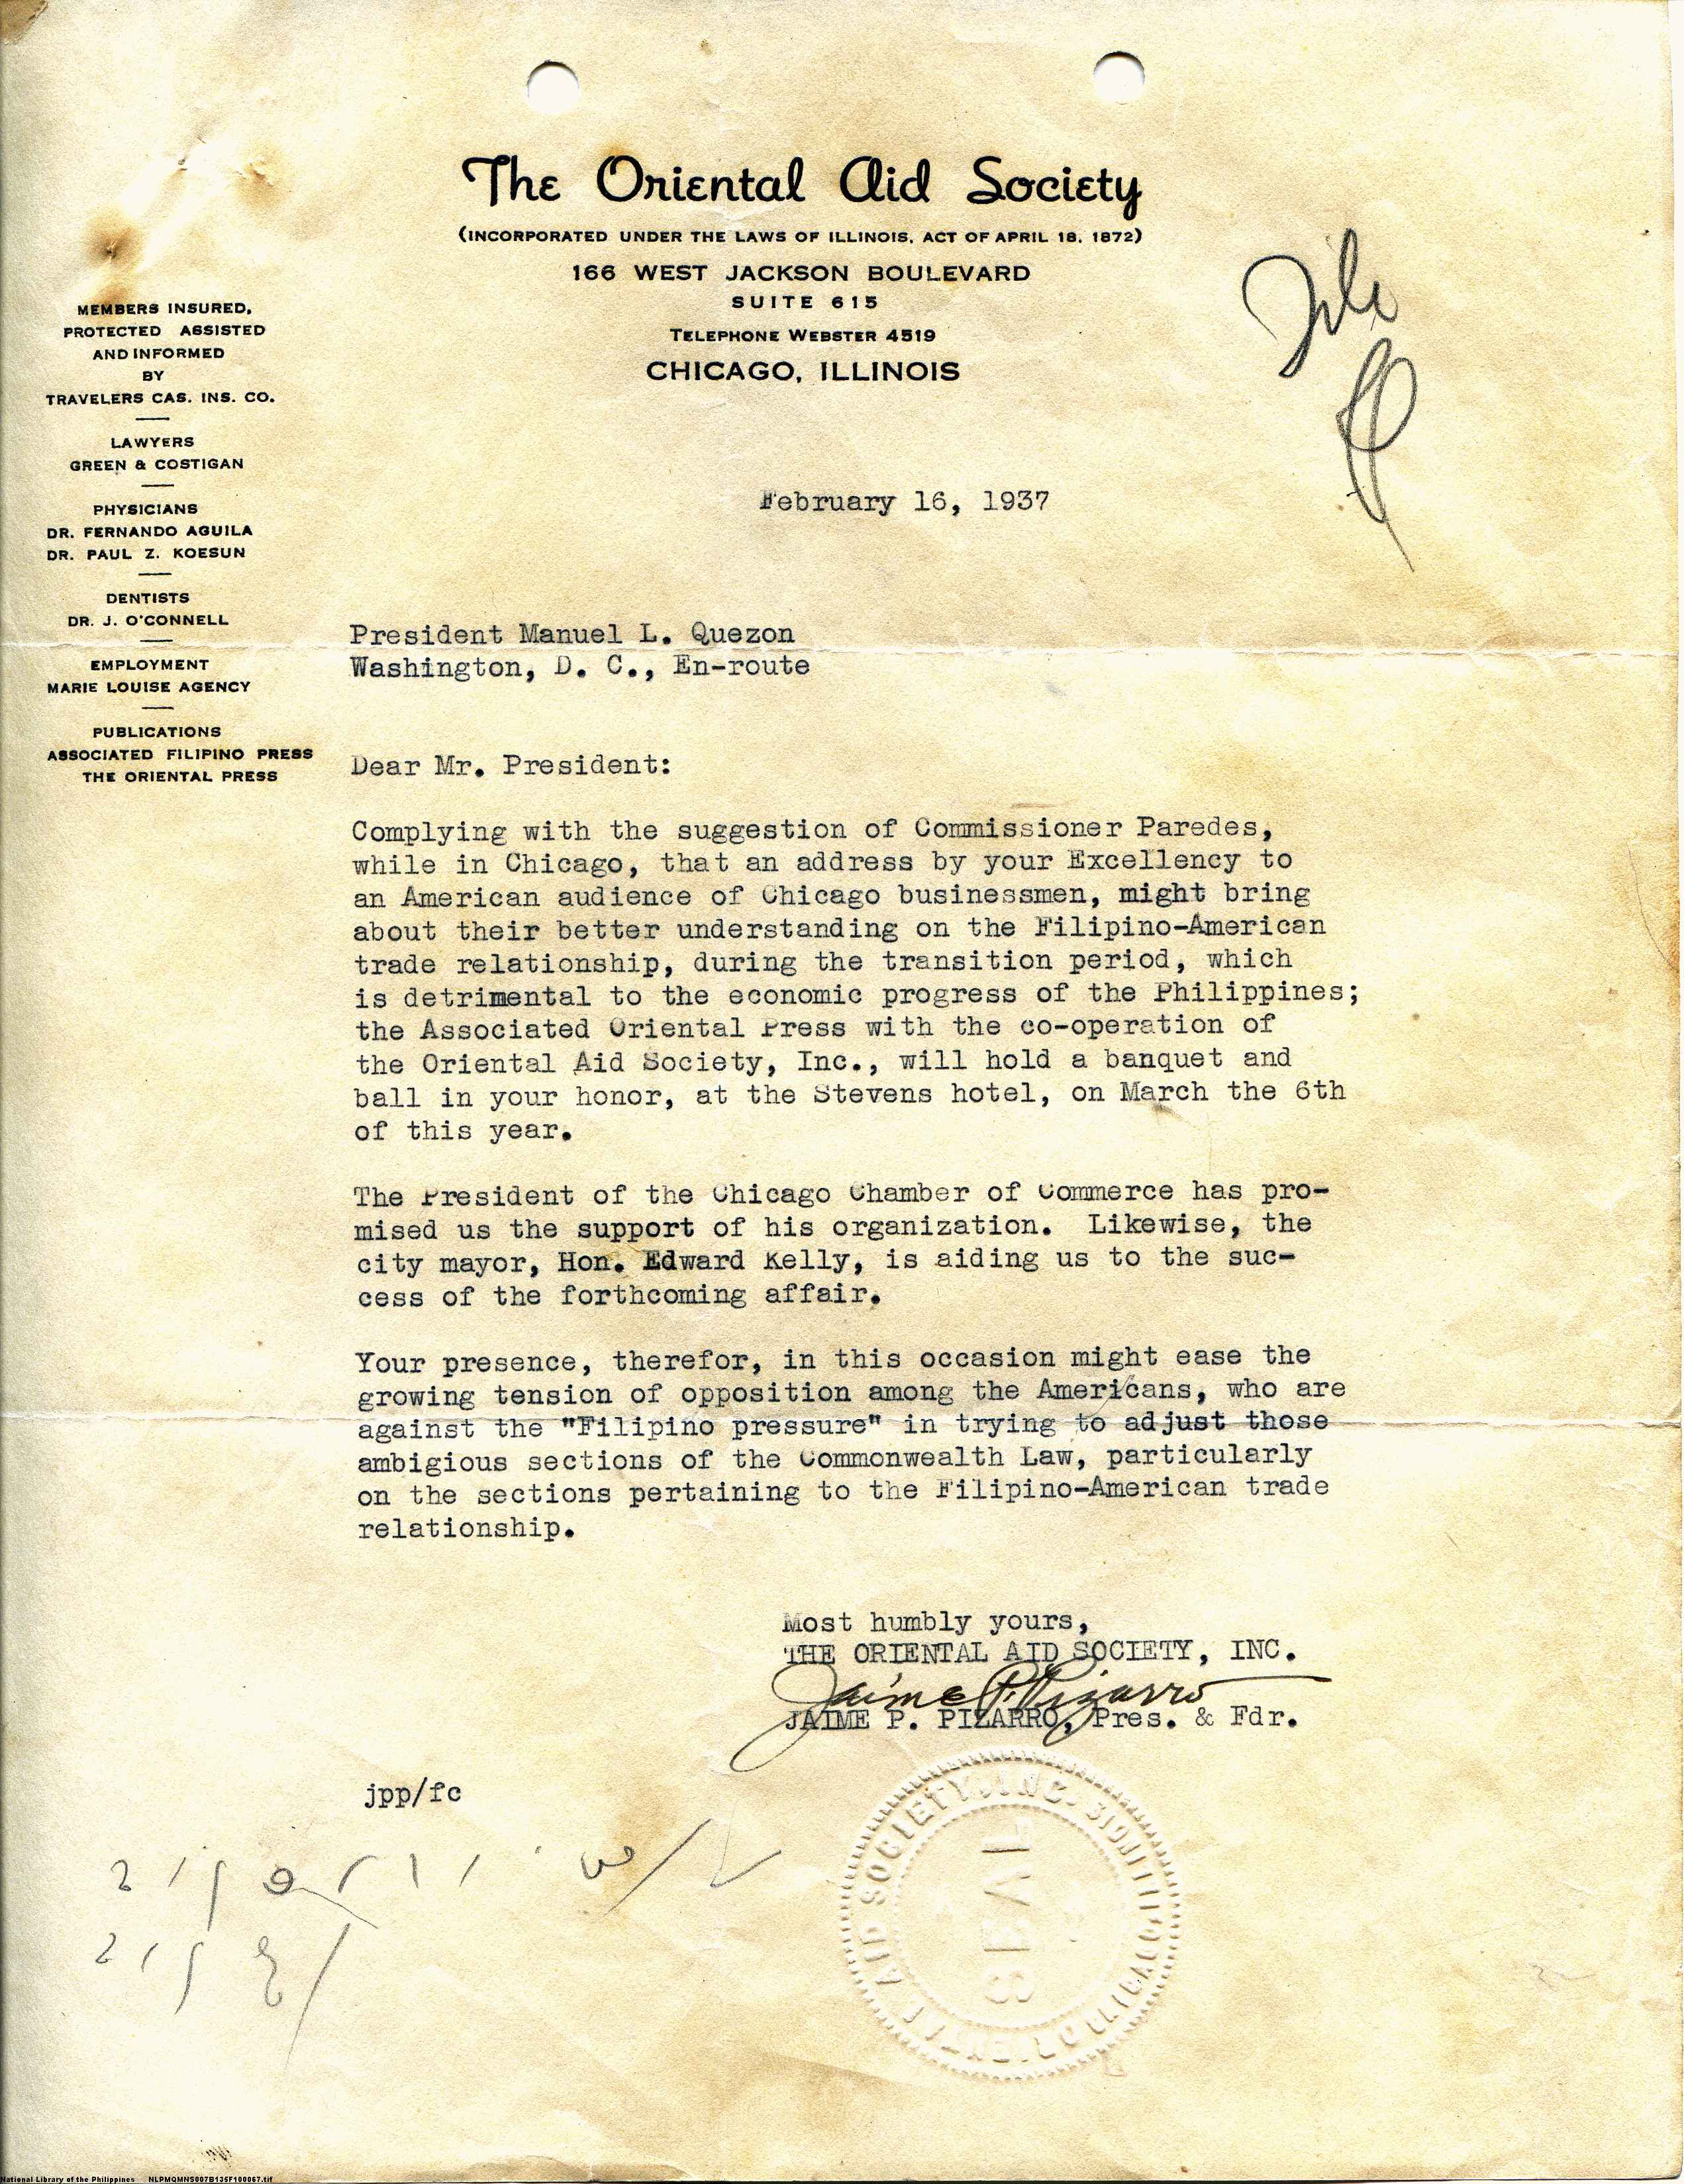 The Oriental Aid Society
(INCORPORATED UNDER THE LAWS OF ILLINOIS, ACT OF APRIL 18, 1872)
166 WEST JACKSON BOULEVARD
SUITE 615
TELEPHONE WEBSTER 4519
CHICAGO, ILLINOIS
File
MEMBERS INSURED,
PROTECTED ASSISTED
AND INFORMED
BY
TRAVELERS CAS. INS. CO.
LAWYERS
GREEN & COSTIGAN
PHYSICIANS
DR. FERNANDO AGUILA
DR. PAUL Z. KOESUN
DENTISTS
DR. J. O'CONNELL
EMPLOYMENT
MARIE LOUISE AGENCY
PUBLICATIONS
ASSOCIATED FILIPINO PRESS
THE ORIENTAL PRESS
February 16, 1937
President Manuel L. Quezon
Washington, D. C., En-route
Dear Mr. President:
Complying with the suggestion of Commissioner Paredes,
while in Chicago, that an address by your Excellency to
an American audience of Chicago businessmen, might bring
about their better understanding on the Filipino-American
trade relationship, during the transition period, which
is detrimental to the economic progress of the Philippines;
the Associated Oriental Press with the co-operation of
the Oriental Aid Society, Inc., will hold a banquet and
ball in your honor, at the Stevens hotel, on March the 6th
of this year.
The President of the Chicago Chamber of Commerce has pro-
mised us the support of his organization. Likewise, the
city mayor, Hon. Edward Kelly, is aiding us to the suc-
cess of the forthcoming affair.
Your presence, therefor, in this occasion might ease the
growing tension of opposition among the Americans, who are
against the "Filipino pressure" in trying to adjust those
ambigious sections of the Commonwealth Law, particularly
on the sections pertaining to the Filipino-American trade
relationship.
Most humbly yours,
THE ORIENTAL AID SOCIETY, INC.
Jaime P. Pizarro
JAIME P. PIZARRO, Pres. & Fdr.
jpp/fc
AID SOCIETY, INC.
SEAL
National Library of the Philippines NLPMQMNS007B135F100067.tif